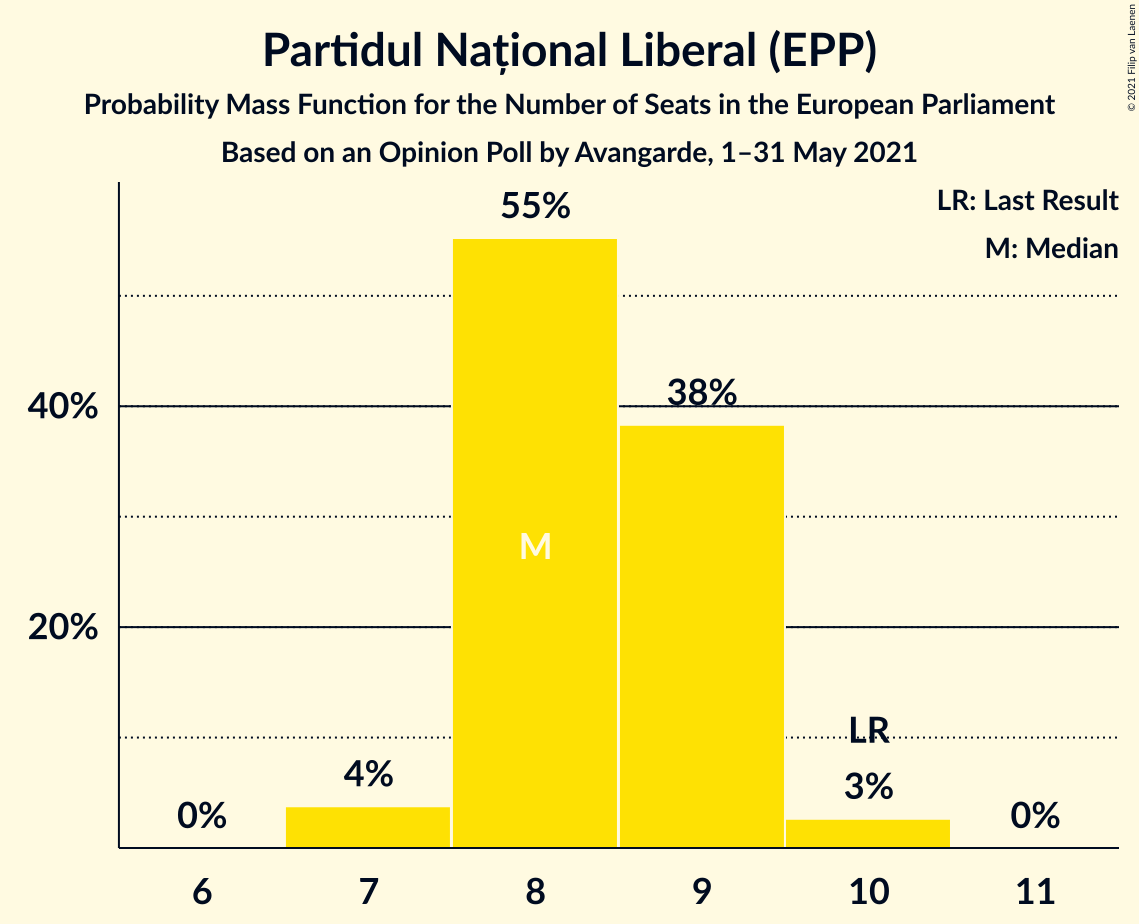 Partidul Național Liberal (EPP)
Probability Mass Function for the Number of Seats in the European Parliament
Based on an Opinion Poll by Avangarde, 1–31 May 2021
© 2021 Filip van Laenen
LR: Last Result
M: Median
55%
38%
40%
M
20%
LR
4%
3%
0%
0%
6 7 8 9 10 11